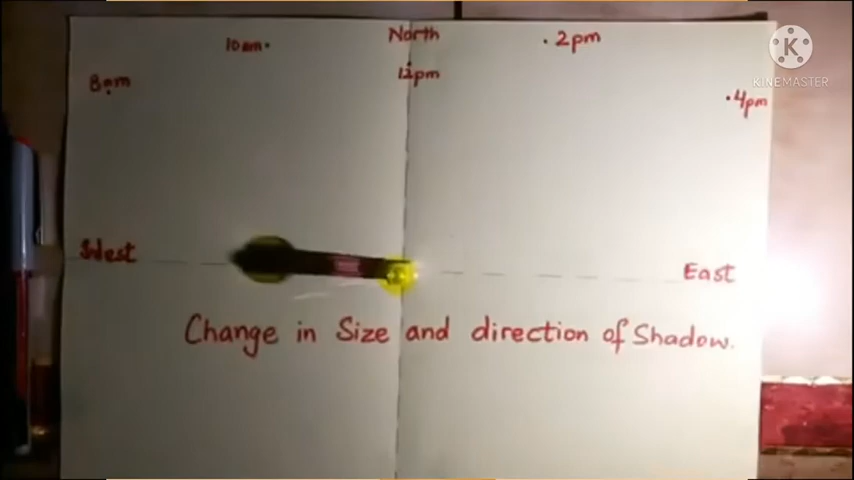 North
10am
2pm
12pm
8am
4pm
West
East
Change in Size and direction of Shadow.
KINEMASTER
K